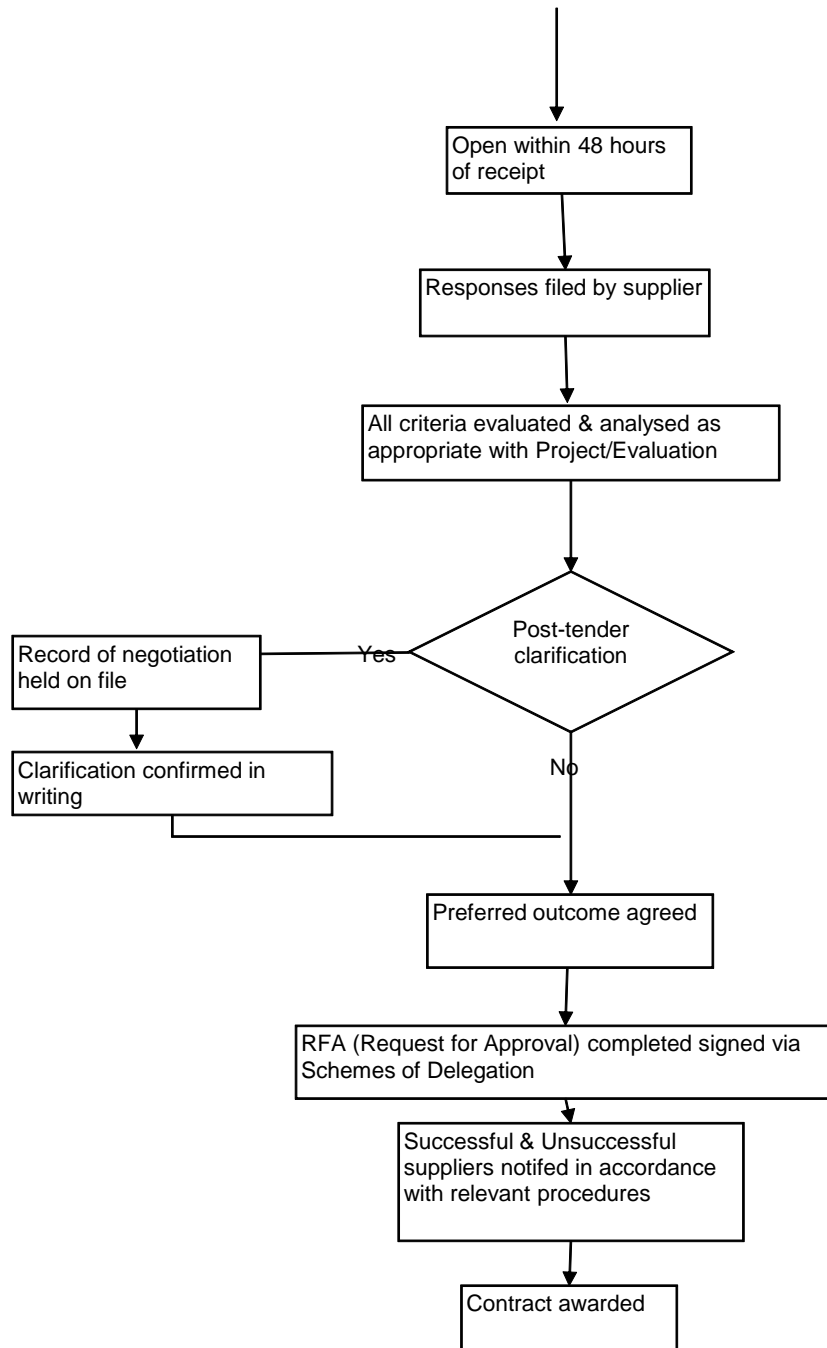 Open within 48 hours
of receipt
Responses filed by supplier
All criteria evaluated & analysed as
appropriate with Project/Evaluation
Post-tender
clarification
Yes
Record of negotiation
held on file
Clarification confirmed in
writing
No
Preferred outcome agreed
RFA (Request for Approval) completed signed via
Schemes of Delegation
Successful & Unsuccessful
suppliers notifed in accordance
with relevant procedures
Contract awarded